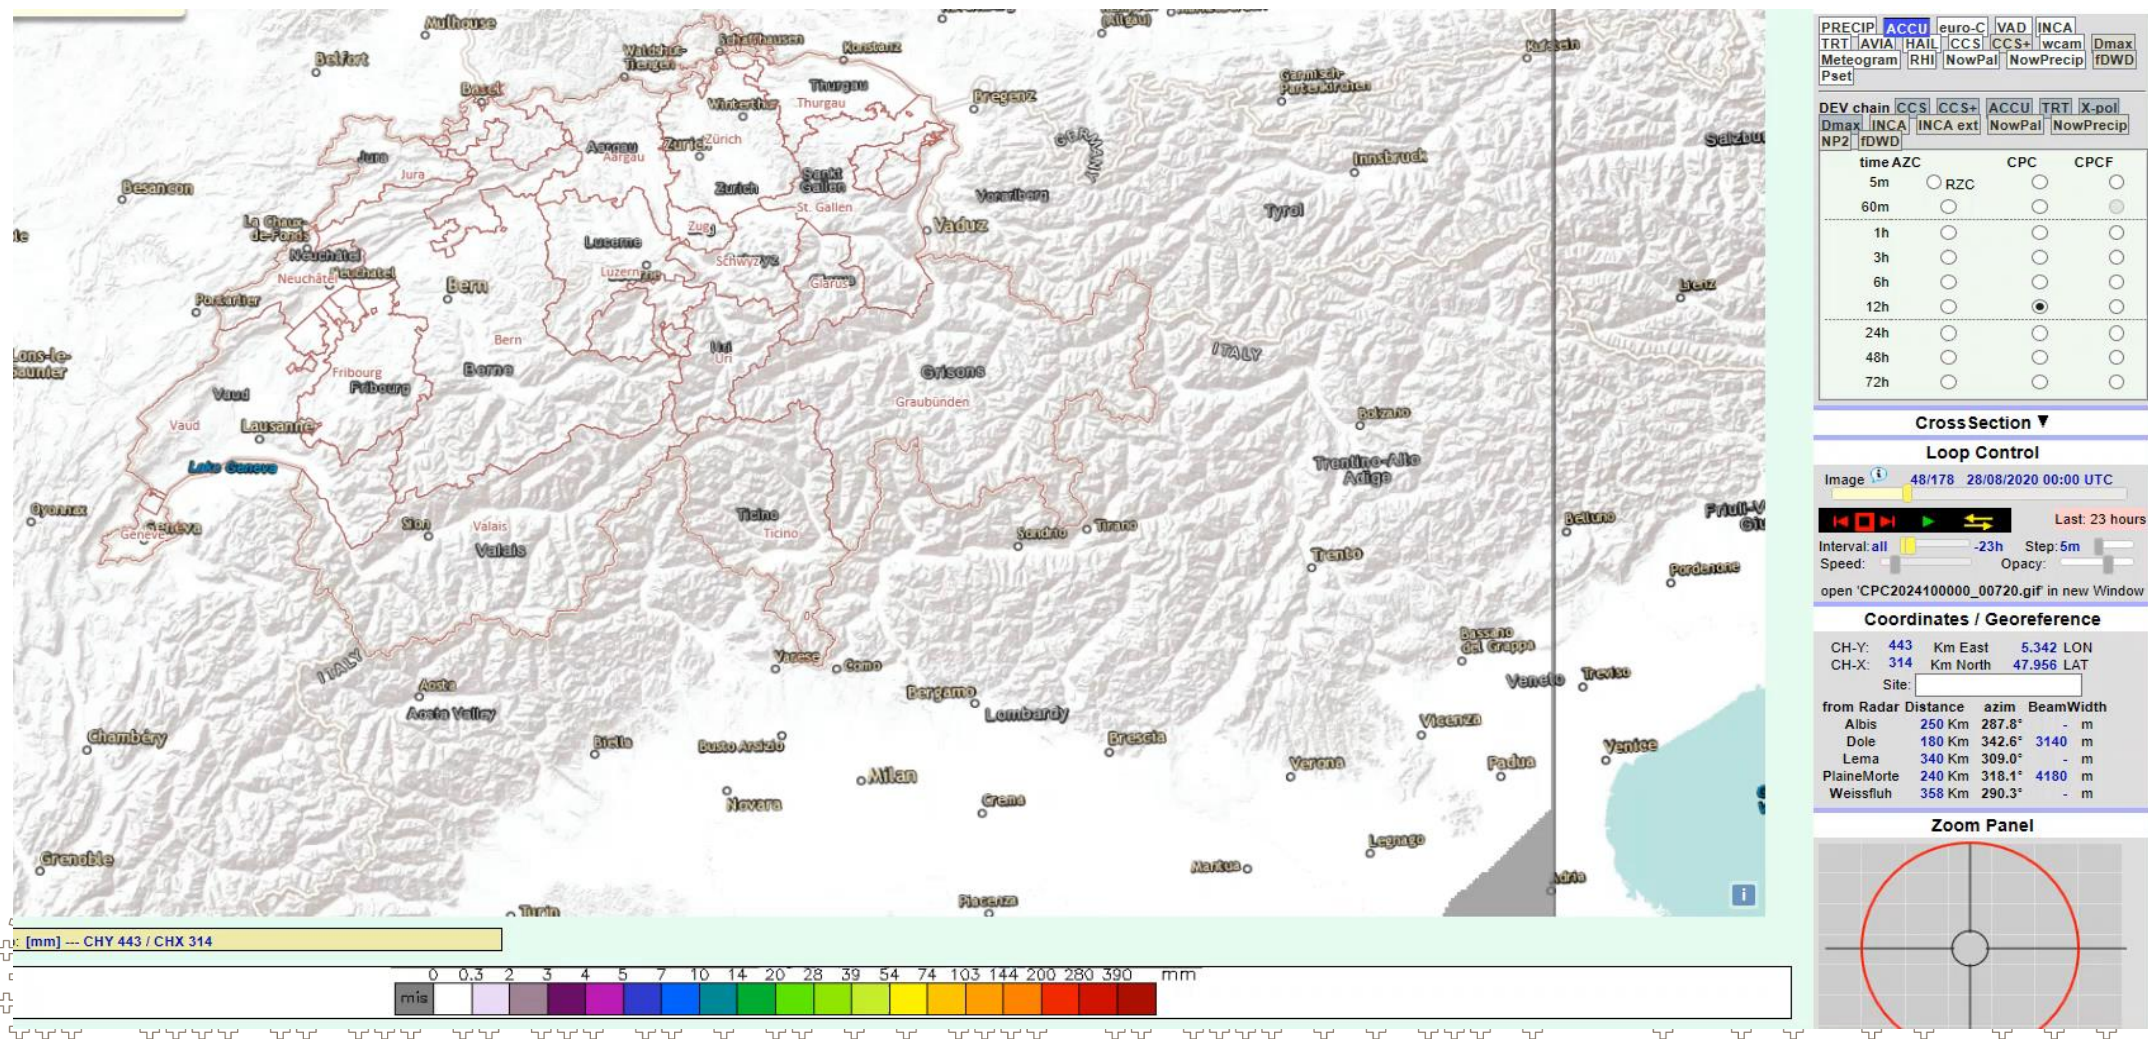 Mulhouse
(Allgäu)
Belfort
Waldshut-
Tiengen
Schaffhausen
Konstanz
Kufstein
Basel
Thurgau
Thurgau
Winterthur
Bregenz
Garmisch-
Partenkirchen
GERMANY
Jura
Jura
Aargau
Aargau
Zurich
Zürich
Innsbruck
Besancon
Zurich
Sankt
Gallen
St. Gallen
Vorarlberg
Tyrol
La Chaux-
de-Fonds
Neuchâtel
Neuchâtel
Neuchatel
Lucerne
Luzern
Zug
Schwyz
Vaduz
Glarus
Pontarlier
Bern
Lienz
Bern
Berne
Uri
Uri
ITALY
Fribourg
Fribourg
Grisons
Graubünden
Vaud
Vaud
Lausanne
Bolzano
Lake Geneva
Trentino-Alto
Adige
Oyonnax
Geneva
Genève
Sion
Valais
Valais
Ticino
Ticino
Sondrio
Tirano
Belluno
Trento
Pordenone
ITALY
Varese
Como
Bassano
del Grappa
Aosta
Aosta Valley
Bergamo
Lombardy
Veneto
Treviso
Chambéry
Biella
Busto Arsizio
Brescia
Vicenza
Venice
Milan
Verona
Padua
Novara
Crema
Grenoble
Legnago
Mantua
Adria
Piacenza
Turin
i
: [mm] --- CHY 443 / CHX 314
0 0.3 2 3 4 5 7 10 14 20 28 39 54 74 103 144 200 280 390 mm
mis
PRECIP ACCU euro-C VAD INCA
TRT AVIA HAIL CCS CCS+ wcam Dmax
Meteogram RHI NowPal NowPrecip fDWD
Pset
DEV chain CCS CCS+ ACCU TRT X-pol
Dmax INCA INCA ext NowPal NowPrecip
NP2 fDWD
time AZC CPC CPCF
5m RZC
60m
1h
3h
6h
12h
24h
48h
72h
CrossSection ▼
Loop Control
Image i 48/178 28/08/2020 00:00 UTC
Last: 23 hours
Interval: all -23h Step: 5m
Speed: Opacy:
open 'CPC2024100000_00720.gif' in new Window
Coordinates / Georeference
CH-Y: 443 Km East 5.342 LON
CH-X: 314 Km North 47.956 LAT
Site:
from Radar Distance azim BeamWidth
Albis 250 Km 287.8° - m
Dole 180 Km 342.6° 3140 m
Lema 340 Km 309.0° - m
PlaineMorte 240 Km 318.1° 4180 m
Weissfluh 358 Km 290.3° - m
Zoom Panel